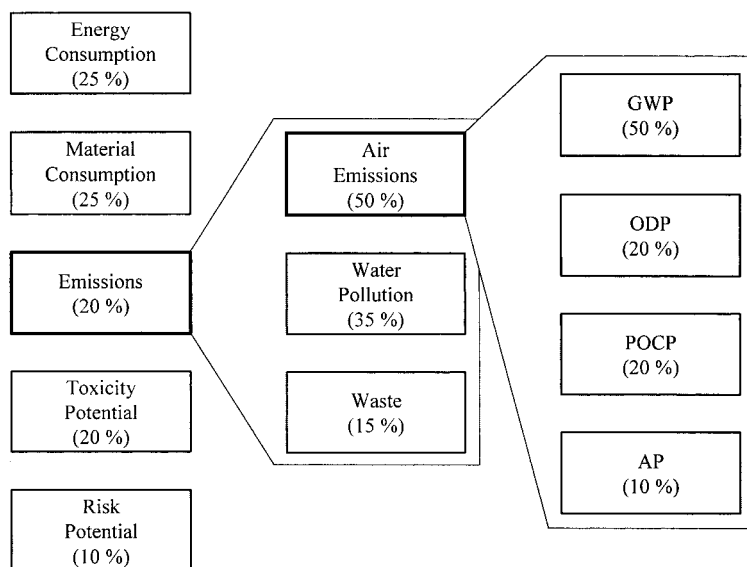 Energy
Consumption
(25 %)
Material
Consumption
(25 %)
Emissions
(20 %)
Toxicity
Potential
(20 %)
Risk
Potential
(10 %)
Air
Emissions
(50 %)
Water
Pollution
(35 %)
Waste
(15 %)
GWP
(50 %)
ODP
(20 %)
POCP
(20 %)
AP
(10 %)